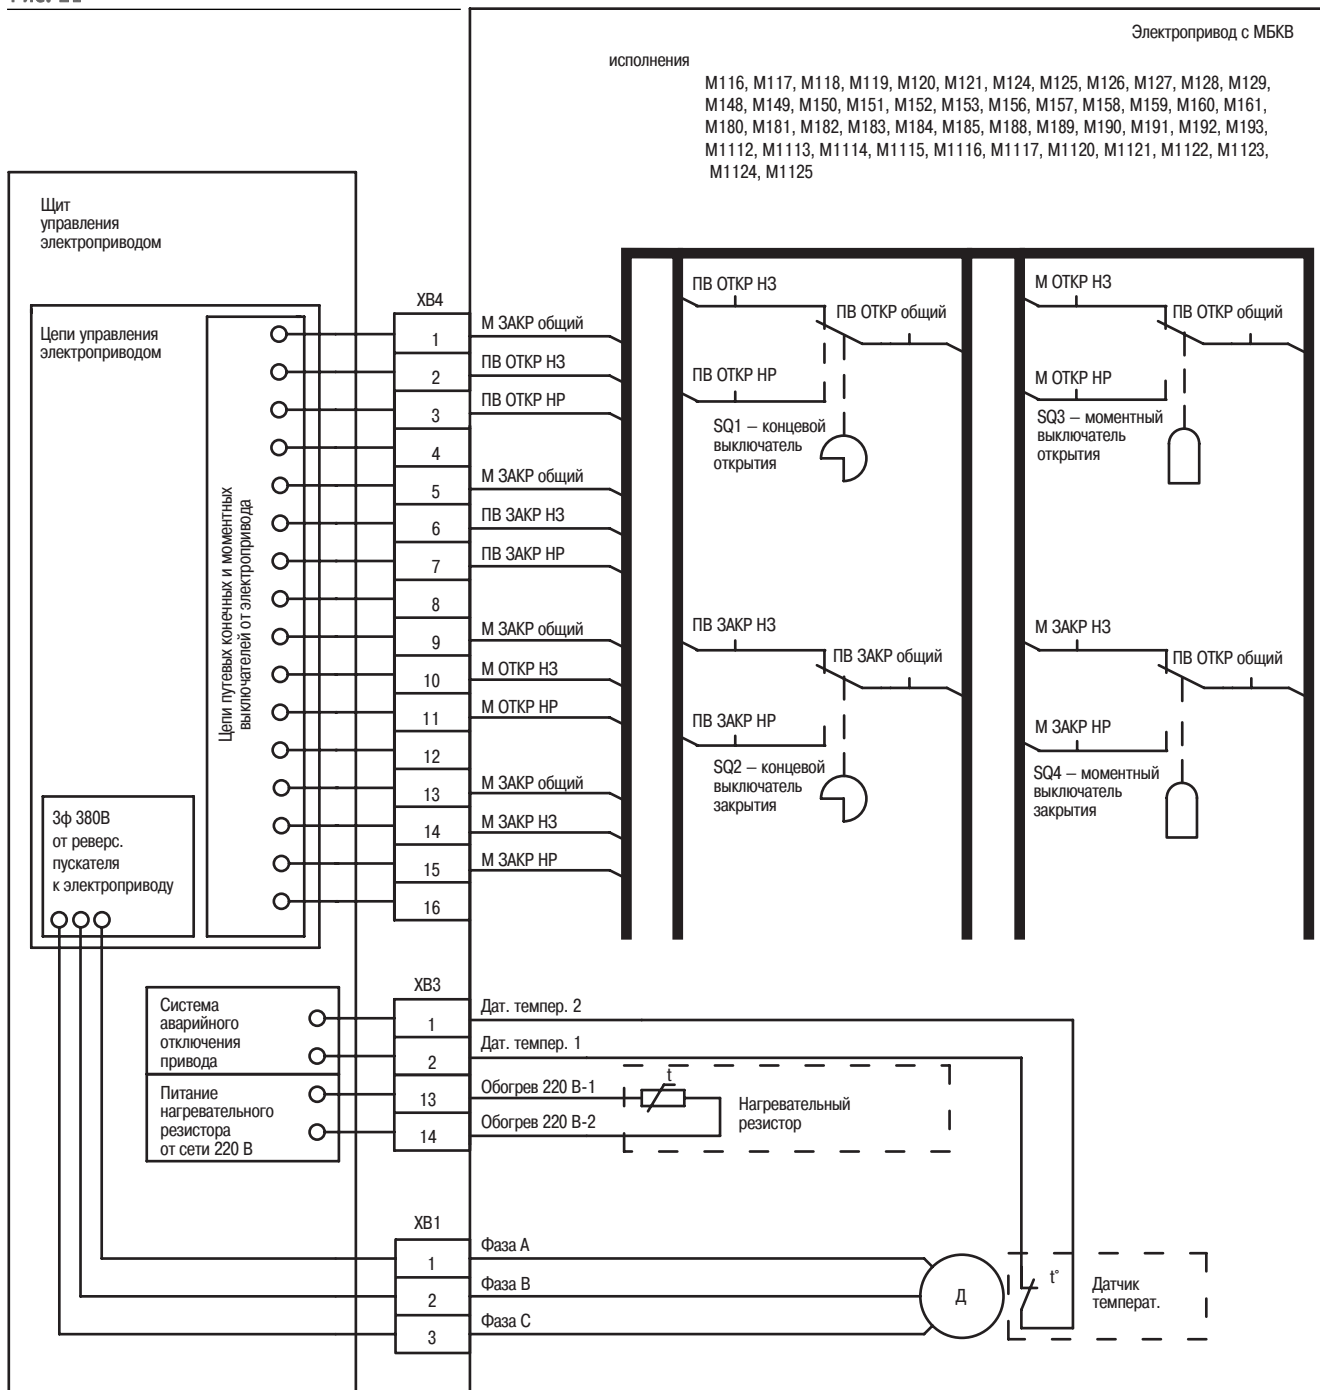 Электропривод с МБКВ
исполнения
М116, М117, М118, М119, М120, М121, М124, М125, М126, М127, М128, М129,
М148, М149, М150, М151, М152, М153, М156, М157, М158, М159, М160, М161,
М180, М181, М182, М183, М184, М185, М188, М189, М190, М191, М192, М193,
М1112, М1113, М1114, М1115, М1116, М1117, М1120, М1121, М1122, М1123,
М1124, М1125
Щит
управления
электроприводом
Цепи управления
электроприводом
Цепи путевых конечных и моментных
выключателей от электропривода
3ф 380В
от реверс.
пускателя
к электроприводу
XB4
1
М ЗАКР общий
2
ПВ ОТКР НЗ
3
ПВ ОТКР НР
4
5
М ЗАКР общий
6
ПВ ЗАКР НЗ
7
ПВ ЗАКР НР
8
9
М ЗАКР общий
10
М ОТКР НЗ
11
М ОТКР НР
12
13
М ЗАКР общий
14
М ЗАКР НЗ
15
М ЗАКР НР
16
ПВ ОТКР НЗ
ПВ ОТКР общий
ПВ ОТКР НР
SQ1 – концевой
выключатель
открытия
М ОТКР НЗ
ПВ ОТКР общий
М ОТКР НР
SQ3 – моментный
выключатель
открытия
ПВ ЗАКР НЗ
ПВ ЗАКР общий
ПВ ЗАКР НР
SQ2 – концевой
выключатель
закрытия
М ЗАКР НЗ
ПВ ОТКР общий
М ЗАКР НР
SQ4 – моментный
выключатель
закрытия
Система
аварийного
отключения
привода
Питание
нагревательного
резистора
от сети 220 В
XB3
1
Дат. темпер. 2
2
Дат. темпер. 1
13
Обогрев 220 В-1
14
Обогрев 220 В-2
t
Нагревательный
резистор
XB1
1
Фаза А
2
Фаза В
3
Фаза С
Д
t°
Датчик
температ.